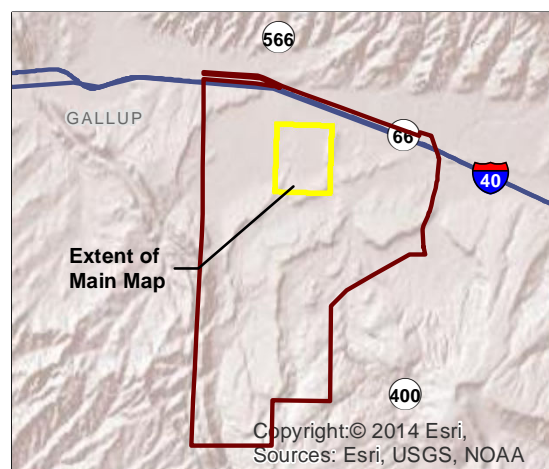 566
GALLUP
66
40
Extent of
Main Map
400
Copyright:© 2014 Esri,
Sources: Esri, USGS, NOAA